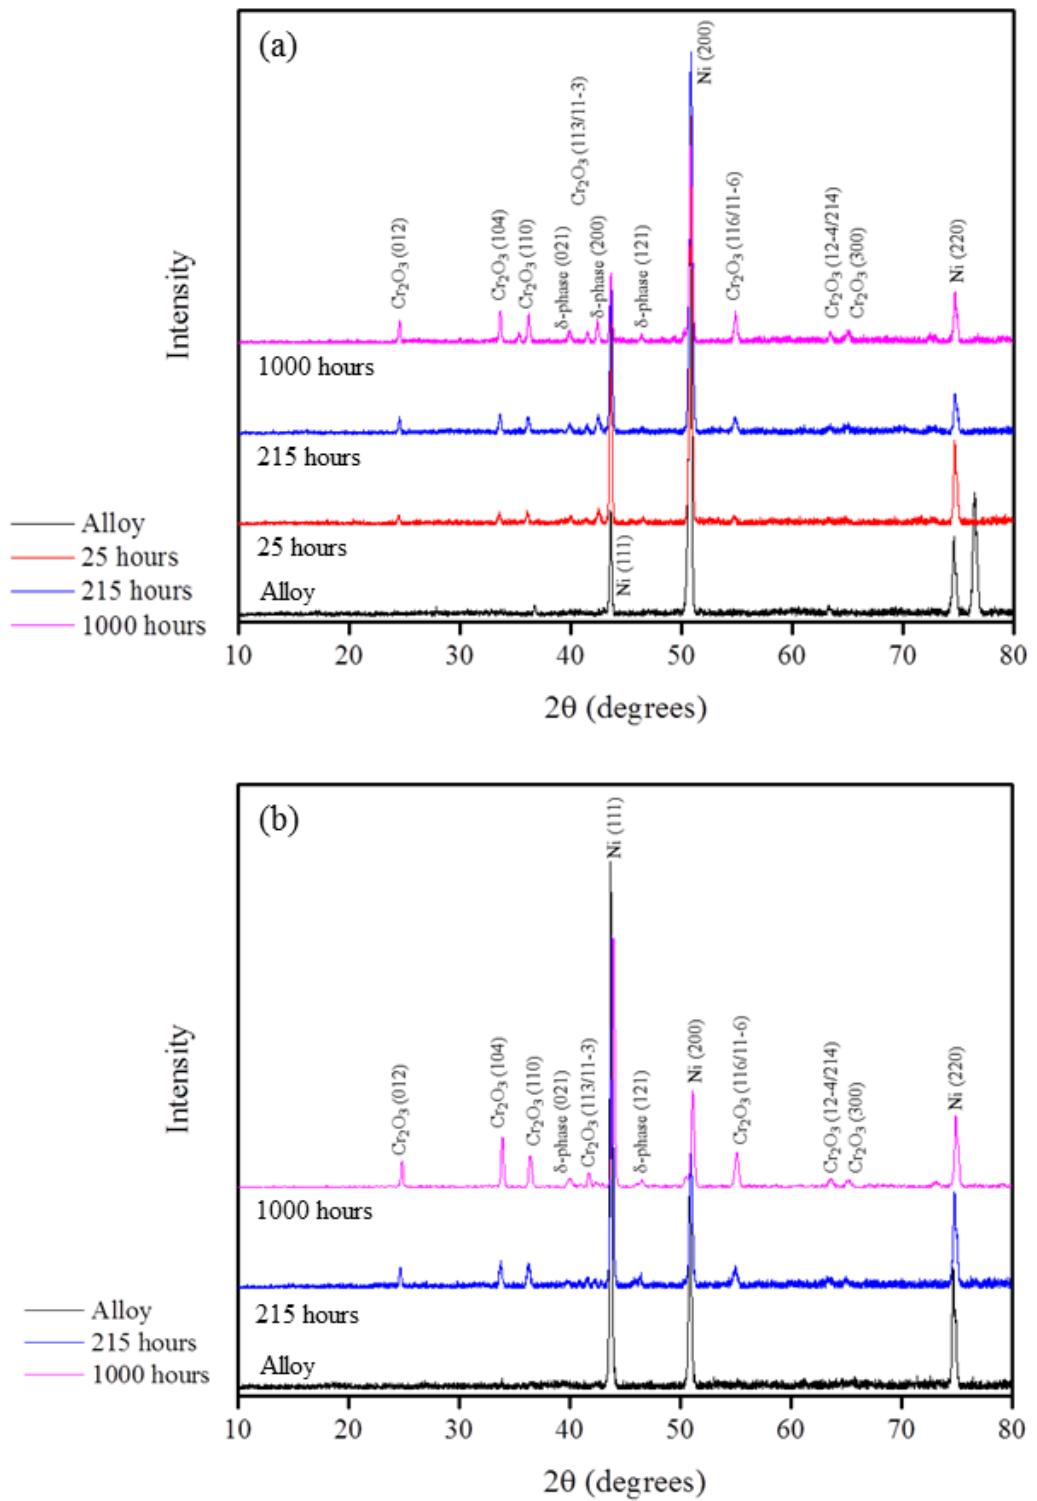 (a)
Ni (200)
Cr2O3 (113/11-3)
Cr2O3 (012)
Cr2O3 (104)
Cr2O3 (110)
δ-phase (021)
δ-phase (200)
δ-phase (121)
Cr2O3 (116/11-6)
Cr2O3 (12-4/214)
Cr2O3 (300)
Ni (220)
Intensity
1000 hours
215 hours
25 hours
Ni (111)
Alloy
Alloy
25 hours
215 hours
1000 hours
10 20 30 40 50 60 70 80
2θ (degrees)
(b)
Ni (111)
Cr2O3 (012)
Cr2O3 (104)
Cr2O3 (110)
δ-phase (021)
Cr2O3 (113/11-3)
δ-phase (121)
Ni (200)
Cr2O3 (116/11-6)
Cr2O3 (12-4/214)
Cr2O3 (300)
Ni (220)
Intensity
1000 hours
215 hours
Alloy
Alloy
215 hours
1000 hours
10 20 30 40 50 60 70 80
2θ (degrees)